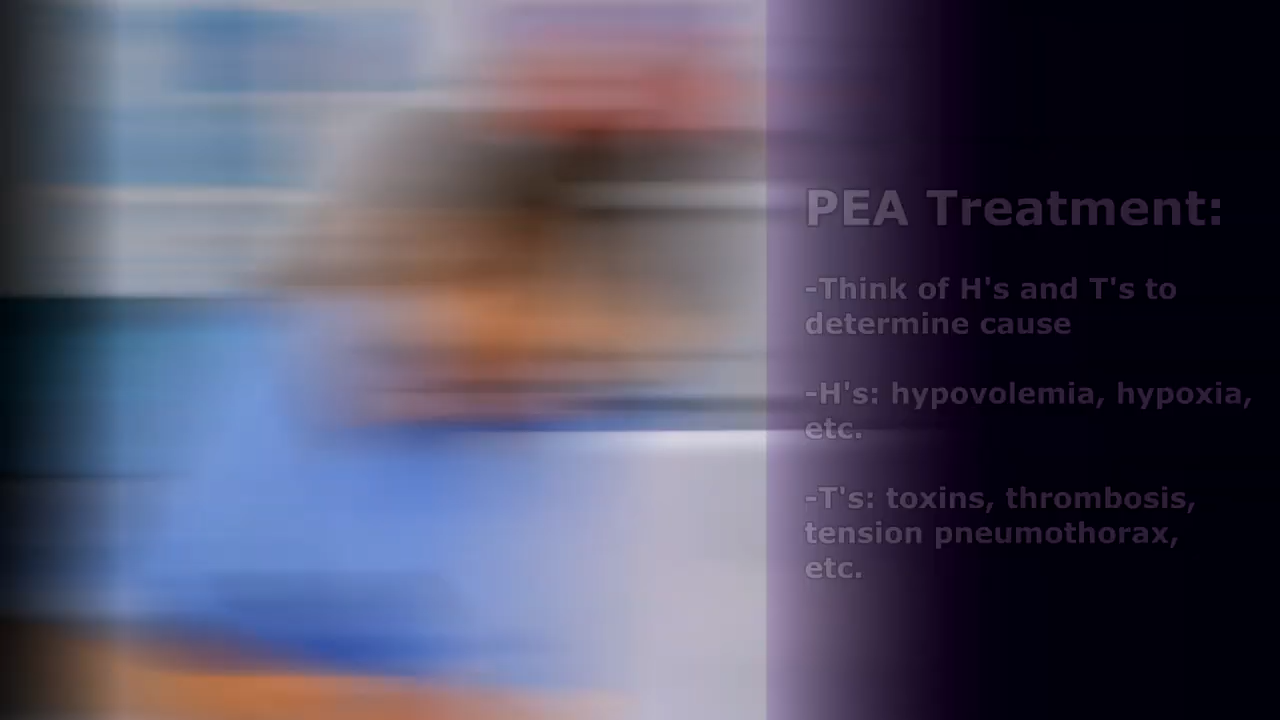 PEA Treatment:
-Think of H's and T's to
determine cause
-H's: hypovolemia, hypoxia,
etc.
-T's: toxins, thrombosis,
tension pneumothorax,
etc.